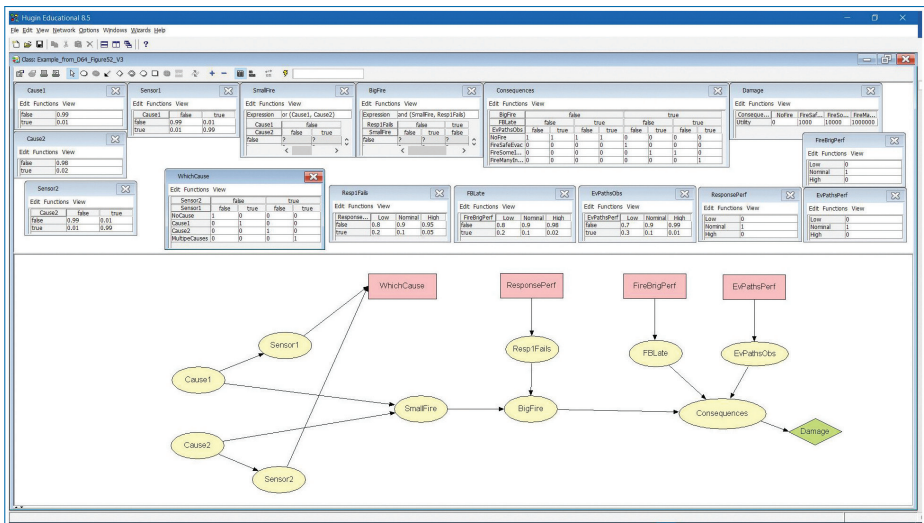 Hugin Educational 8.5
File Edit View Network Options Windows Wizards Help
Class: Example_from_D64_Figure52_V3
Cause1
Edit Functions View
false 0.99
true 0.01
Sensor1
Edit Functions View
Cause1 false true
false 0.99 0.01
true 0.01 0.99
SmallFire
Edit Functions View
Expression or (Cause1, Cause2)
Cause1 false true
Cause2 false true false
false ? ? ?
BigFire
Edit Functions View
Expression and (SmallFire, Resp1Fails)
Resp1Fails false true
SmallFire false true false
false ? ? ?
Consequences
Edit Functions View
BigFire false true
FBLate false true false true
EvPathsObs false true false true false true false true
NoFire 1 1 1 1 0 0 0 0
FireSafeEvac 0 0 0 0 1 0 0 0
FireSomeI... 0 0 0 0 0 1 1 0
FireManyIn... 0 0 0 0 0 0 0 1
Damage
Edit Functions View
Conseque... NoFire FireSaf... FireSo... FireMa...
Utility 0 1000 10000 1000000
Cause2
Edit Functions View
false 0.98
true 0.02
FireBrigPerf
Edit Functions View
Low 0
Nominal 1
High 0
Sensor2
Edit Functions View
Cause2 false true
false 0.99 0.01
true 0.01 0.99
WhichCause
Edit Functions View
Sensor2 false true
Sensor1 false true false true
NoCause 1 0 0 0
Cause1 0 1 0 0
Cause2 0 0 1 0
MultipeCauses 0 0 0 1
Resp1Fails
Edit Functions View
Response... Low Nominal High
false 0.8 0.9 0.95
true 0.2 0.1 0.05
FBLate
Edit Functions View
FireBrigPerf Low Nominal High
false 0.8 0.9 0.98
true 0.2 0.1 0.02
EvPathsObs
Edit Functions View
EvPathsPerf Low Nominal High
false 0.7 0.9 0.99
true 0.3 0.1 0.01
ResponsePerf
Edit Functions View
Low 0
Nominal 1
High 0
EvPathsPerf
Edit Functions View
Low 0
Nominal 1
High 0
WhichCause
ResponsePerf
FireBrigPerf
EvPathsPerf
Sensor1
Resp1Fails
FBLate
EvPathsObs
Cause1
SmallFire
BigFire
Consequences
Damage
Cause2
Sensor2